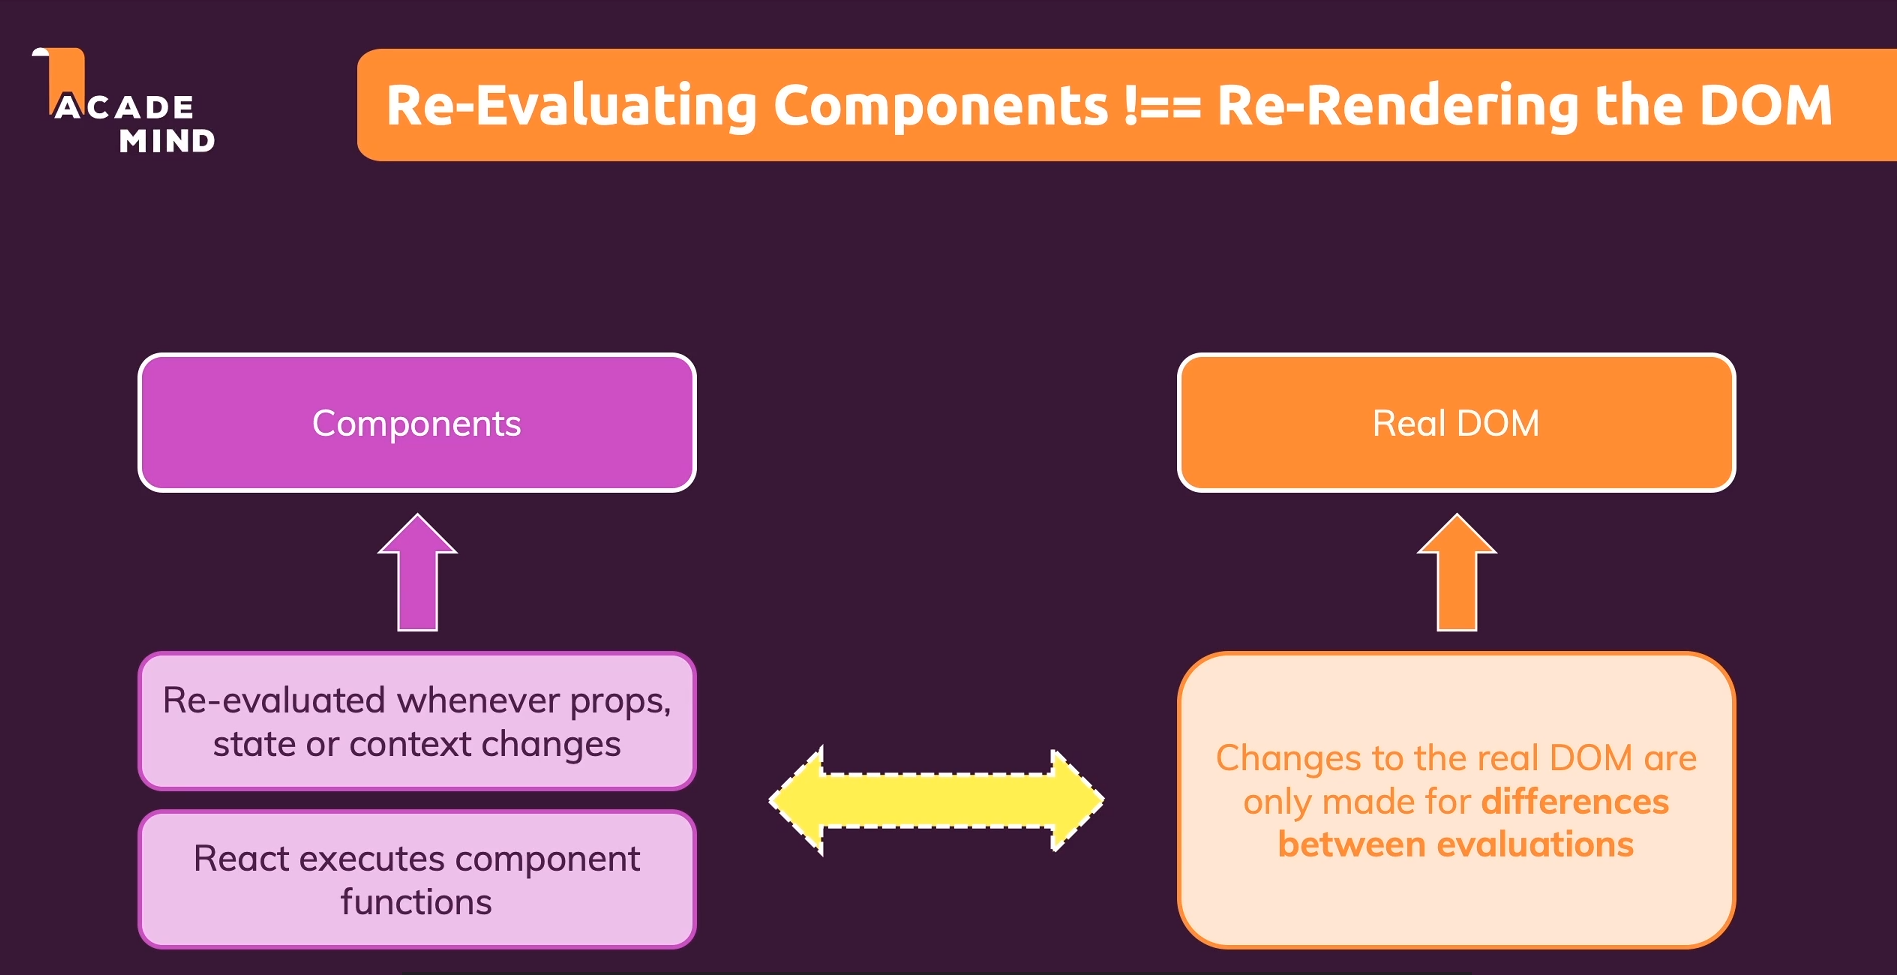 ACADE
MIND
Re-Evaluating Components !== Re-Rendering the DOM
Components
Real DOM
Re-evaluated whenever props,
state or context changes
React executes component
functions
Changes to the real DOM are
only made for differences
between evaluations